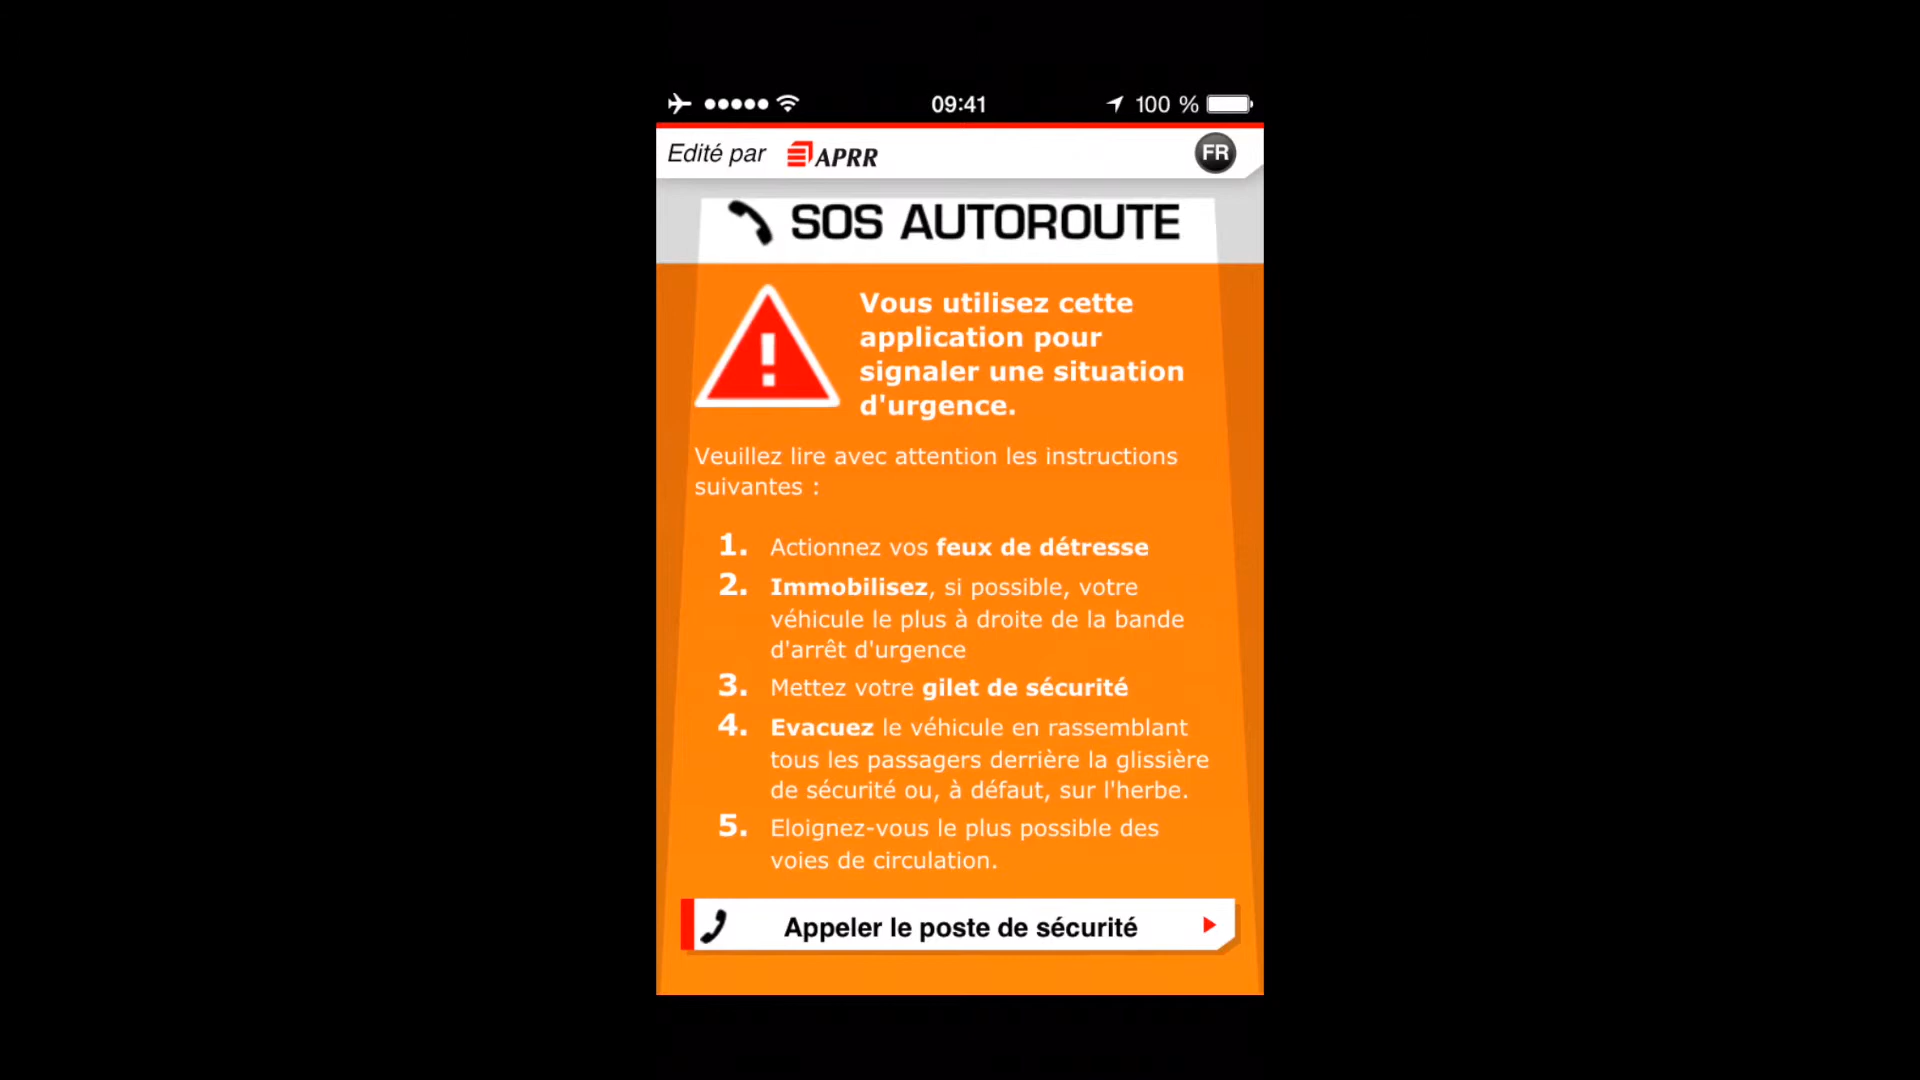 09:41
100 %
Edité par APRR
FR
SOS AUTOROUTE
Vous utilisez cette
application pour
signaler une situation
d'urgence.
Veuillez lire avec attention les instructions
suivantes :
1. Actionnez vos feux de détresse
2. Immobilisez, si possible, votre
véhicule le plus à droite de la bande
d'arrêt d'urgence
3. Mettez votre gilet de sécurité
4. Evacuez le véhicule en rassemblant
tous les passagers derrière la glissière
de sécurité ou, à défaut, sur l'herbe.
5. Eloignez-vous le plus possible des
voies de circulation.
Appeler le poste de sécurité